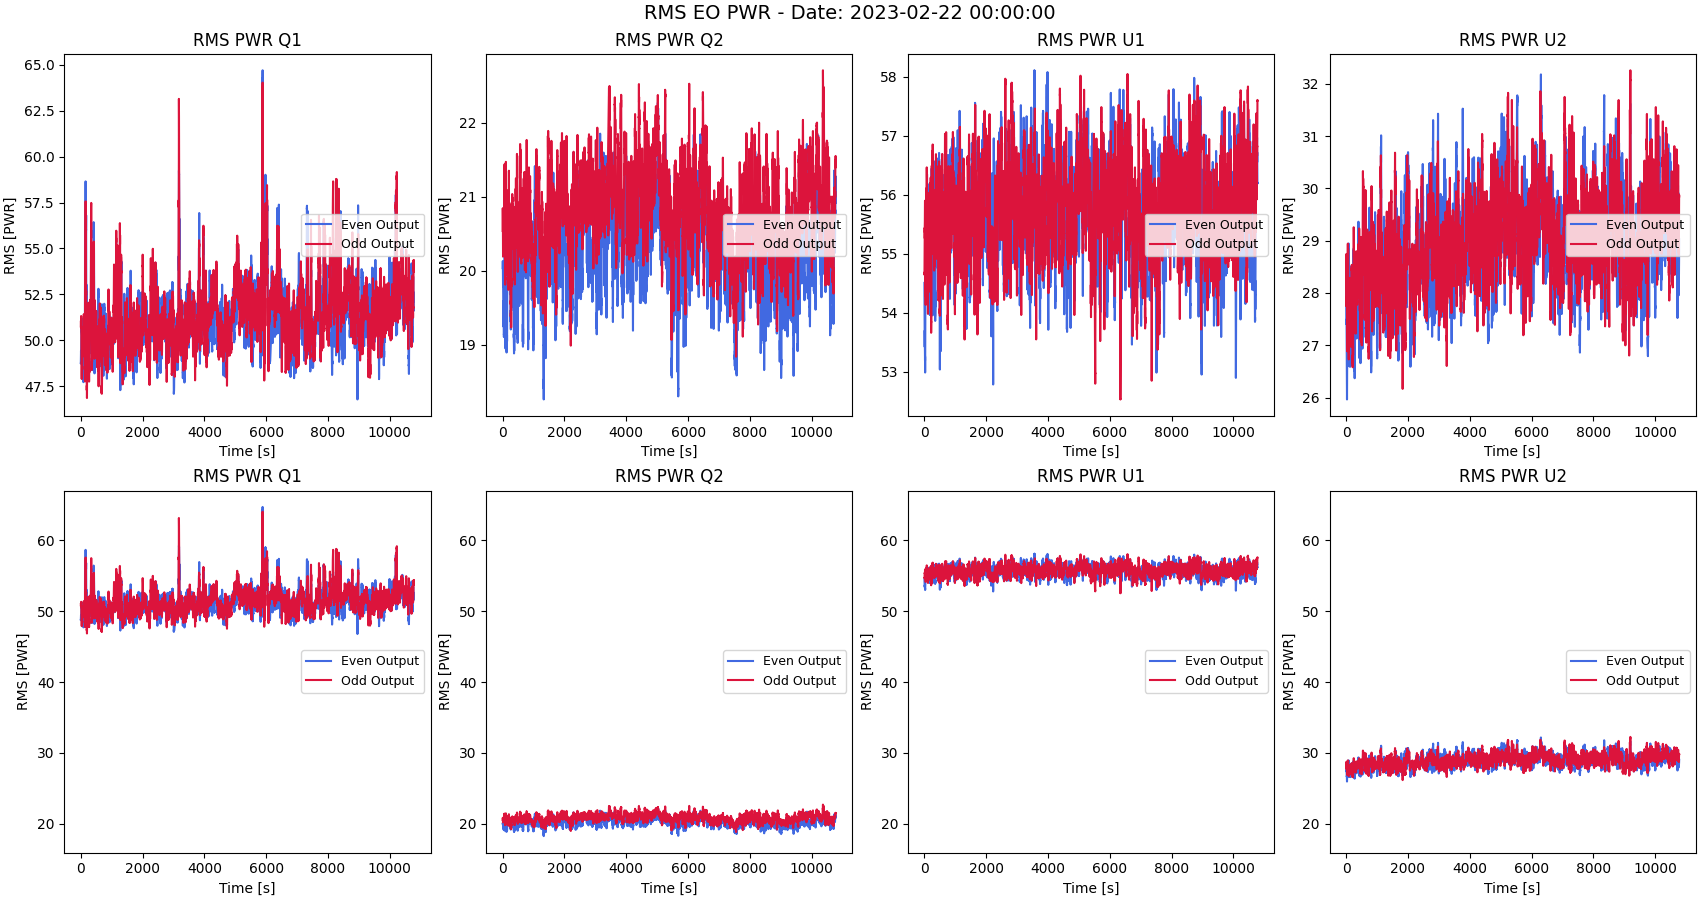 RMS EO PWR - Date: 2023-02-22 00:00:00
RMS PWR Q1
RMS [PWR]
65.0
62.5
60.0
57.5
55.0
52.5
50.0
47.5
Even Output
Odd Output
0 2000 4000 6000 8000 10000
Time [s]
RMS PWR Q2
RMS [PWR]
22
21
20
19
Even Output
Odd Output
0 2000 4000 6000 8000 10000
Time [s]
RMS PWR U1
RMS [PWR]
58
57
56
55
54
53
Even Output
Odd Output
0 2000 4000 6000 8000 10000
Time [s]
RMS PWR U2
RMS [PWR]
32
31
30
29
28
27
26
Even Output
Odd Output
0 2000 4000 6000 8000 10000
Time [s]
RMS PWR Q1
RMS [PWR]
60
50
40
30
20
Even Output
Odd Output
0 2000 4000 6000 8000 10000
Time [s]
RMS PWR Q2
RMS [PWR]
60
50
40
30
20
Even Output
Odd Output
0 2000 4000 6000 8000 10000
Time [s]
RMS PWR U1
RMS [PWR]
60
50
40
30
20
Even Output
Odd Output
0 2000 4000 6000 8000 10000
Time [s]
RMS PWR U2
RMS [PWR]
60
50
40
30
20
Even Output
Odd Output
0 2000 4000 6000 8000 10000
Time [s]